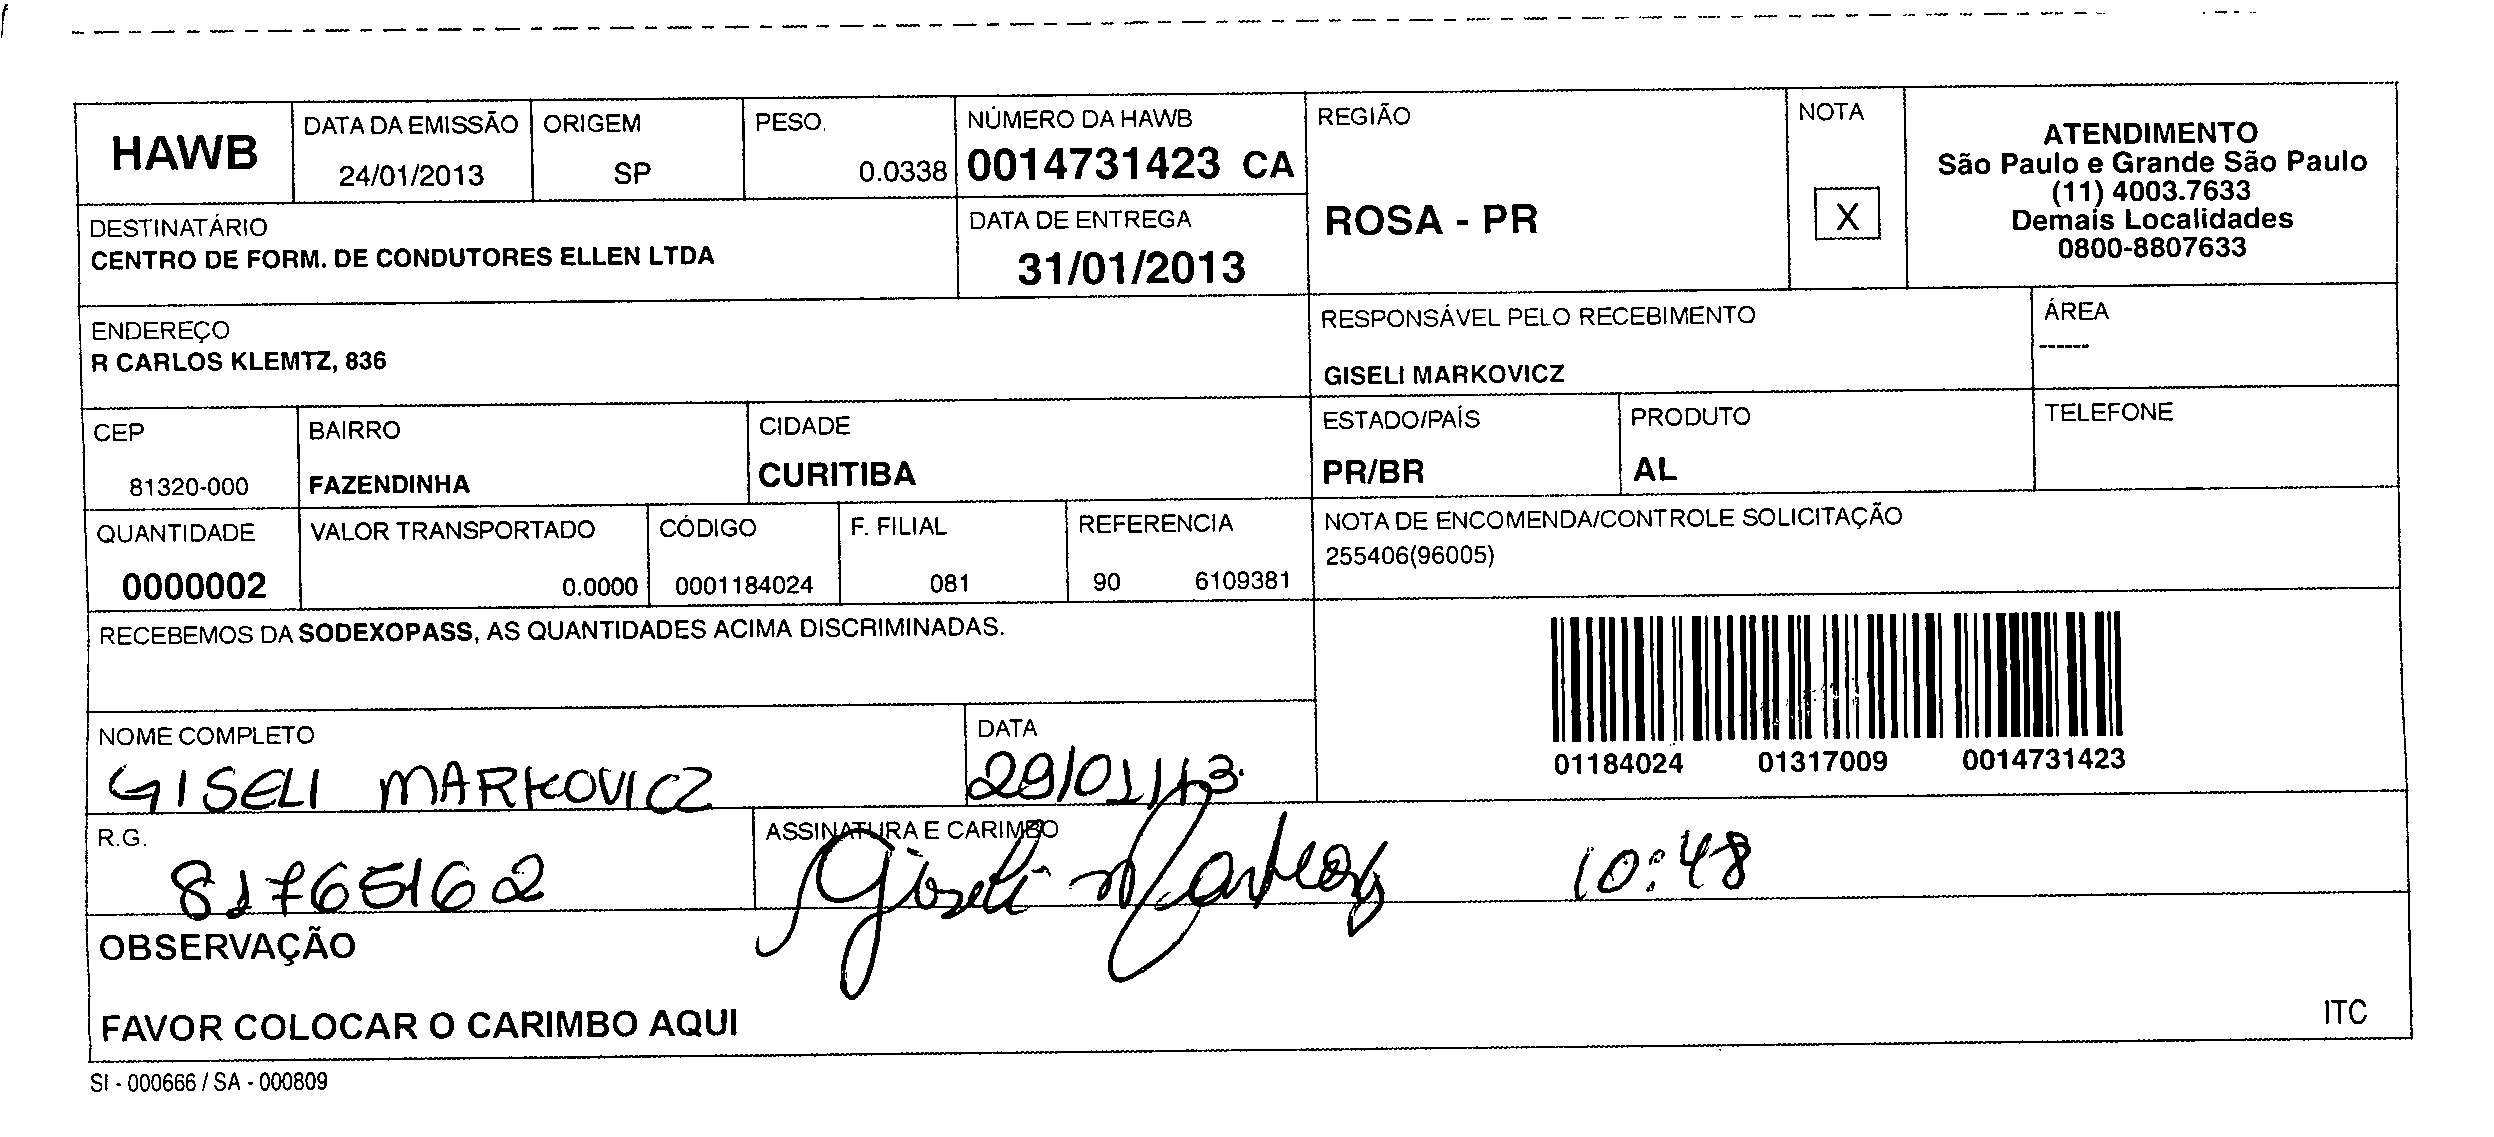 HAWB
DATA DA EMISSÃO
24/01/2013
ORIGEM
SP
PESO.
0.0338
NÚMERO DA HAWB
0014731423 CA
REGIÃO
ROSA - PR
NOTA
X
ATENDIMENTO
São Paulo e Grande São Paulo
(11) 4003.7633
Demais Localidades
0800-8807633
DESTINATÁRIO
CENTRO DE FORM. DE CONDUTORES ELLEN LTDA
DATA DE ENTREGA
31/01/2013
ENDEREÇO
R CARLOS KLEMTZ, 836
RESPONSÁVEL PELO RECEBIMENTO
GISELI MARKOVICZ
ÁREA
------
CEP
81320-000
BAIRRO
FAZENDINHA
CIDADE
CURITIBA
ESTADO/PAÍS
PR/BR
PRODUTO
AL
TELEFONE
QUANTIDADE
0000002
VALOR TRANSPORTADO
0.0000
CÓDIGO
0001184024
F. FILIAL
081
REFERENCIA
90 6109381
NOTA DE ENCOMENDA/CONTROLE SOLICITAÇÃO
255406(96005)
RECEBEMOS DA SODEXOPASS, AS QUANTIDADES ACIMA DISCRIMINADAS.
01184024 01317009 0014731423
NOME COMPLETO
GISELI MARKOVICZ
DATA
29/01/13
R.G.
81765162
ASSINATURA E CARIMBO
Giseli Markovicz
10:48
OBSERVAÇÃO
FAVOR COLOCAR O CARIMBO AQUI
ITC
SI - 000666 / SA - 000809